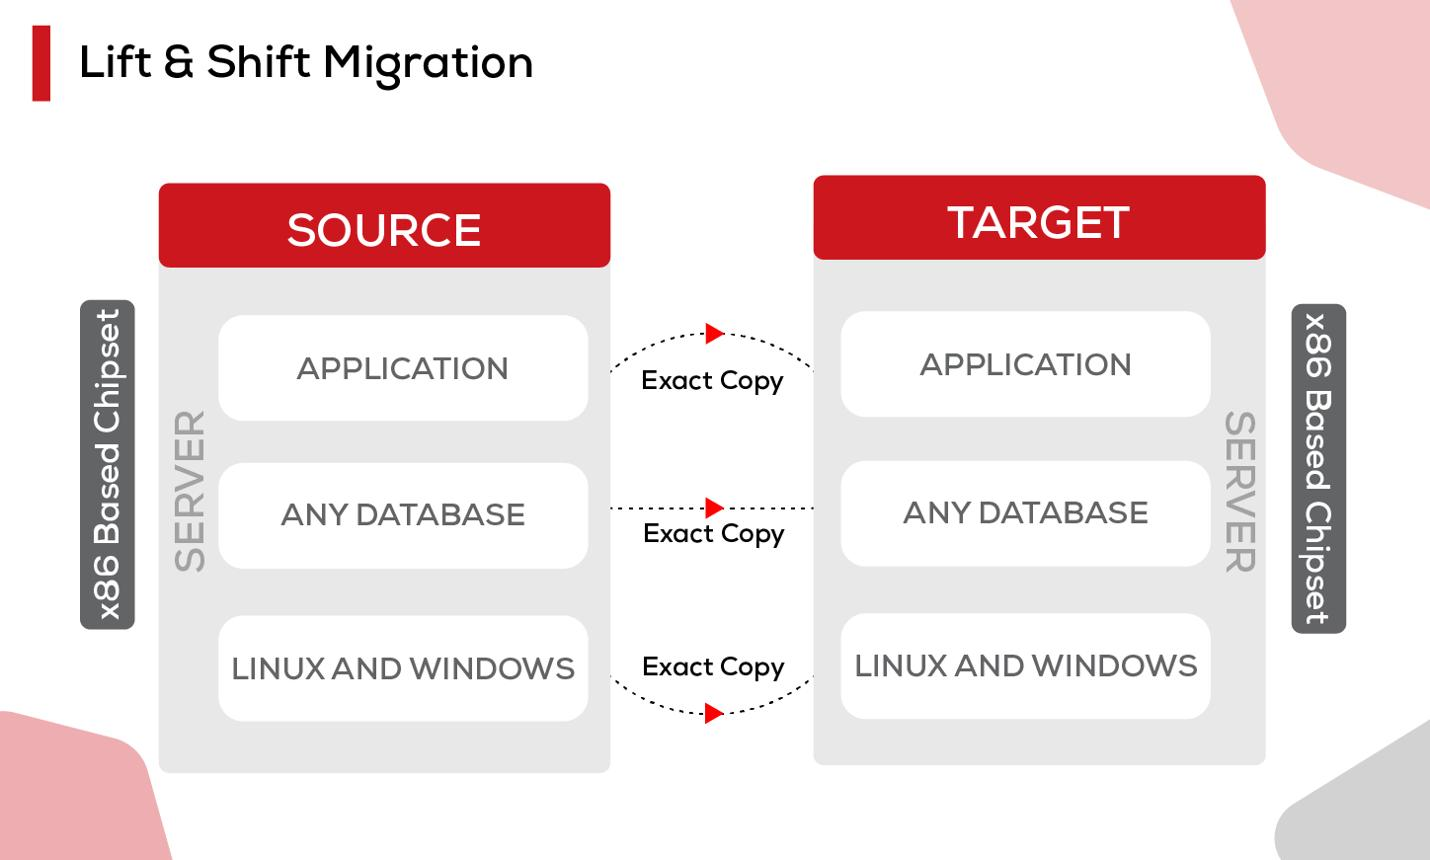 Lift & Shift Migration
SOURCE
x86 Based Chipset
SERVER
APPLICATION
ANY DATABASE
LINUX AND WINDOWS
Exact Copy
Exact Copy
Exact Copy
TARGET
APPLICATION
ANY DATABASE
LINUX AND WINDOWS
SERVER
x86 Based Chipset